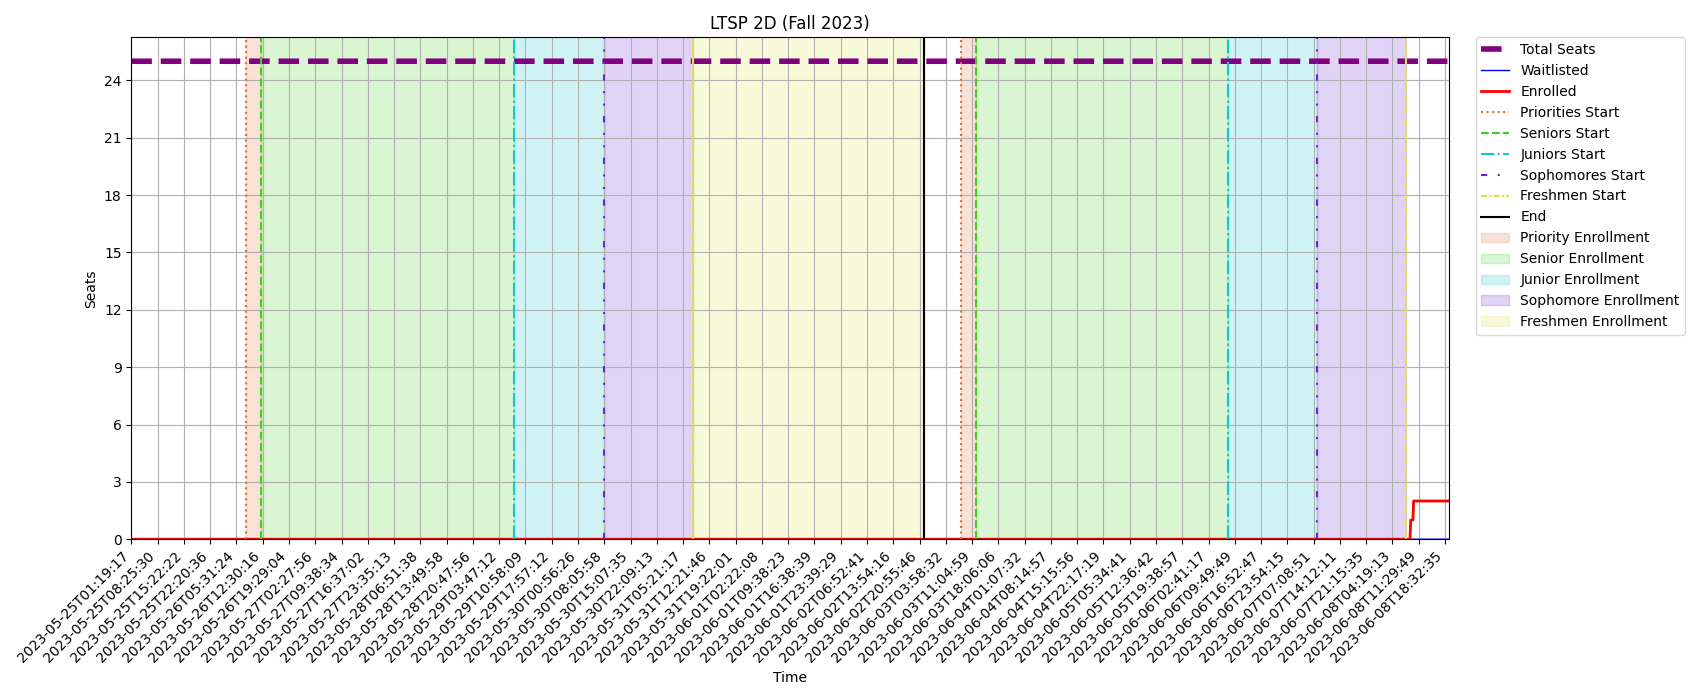 LTSP 2D (Fall 2023)
Seats
24
21
18
15
12
9
6
3
0
2023-05-25T01:19:17
2023-05-25T08:25:30
2023-05-25T15:22:22
2023-05-25T22:20:36
2023-05-26T05:31:24
2023-05-26T12:30:16
2023-05-26T19:29:04
2023-05-27T02:27:56
2023-05-27T09:38:34
2023-05-27T16:37:02
2023-05-27T23:35:13
2023-05-28T06:51:38
2023-05-28T13:49:58
2023-05-28T20:47:56
2023-05-29T03:47:12
2023-05-29T10:58:09
2023-05-29T17:57:12
2023-05-30T00:56:26
2023-05-30T08:05:58
2023-05-30T15:07:35
2023-05-30T22:09:13
2023-05-31T05:21:17
2023-05-31T12:21:46
2023-05-31T19:22:01
2023-06-01T02:22:08
2023-06-01T09:38:23
2023-06-01T16:38:39
2023-06-01T23:39:29
2023-06-02T06:52:41
2023-06-02T13:54:16
2023-06-02T20:55:46
2023-06-03T03:58:32
2023-06-03T11:04:59
2023-06-03T18:06:06
2023-06-04T01:07:32
2023-06-04T08:14:57
2023-06-04T15:15:56
2023-06-04T22:17:19
2023-06-05T05:34:41
2023-06-05T12:36:42
2023-06-05T19:38:57
2023-06-06T02:41:17
2023-06-06T09:49:49
2023-06-06T16:52:47
2023-06-06T23:54:15
2023-06-07T07:08:51
2023-06-07T14:12:11
2023-06-07T21:15:35
2023-06-08T04:19:13
2023-06-08T11:29:49
2023-06-08T18:32:35
Time
Total Seats
Waitlisted
Enrolled
Priorities Start
Seniors Start
Juniors Start
Sophomores Start
Freshmen Start
End
Priority Enrollment
Senior Enrollment
Junior Enrollment
Sophomore Enrollment
Freshmen Enrollment